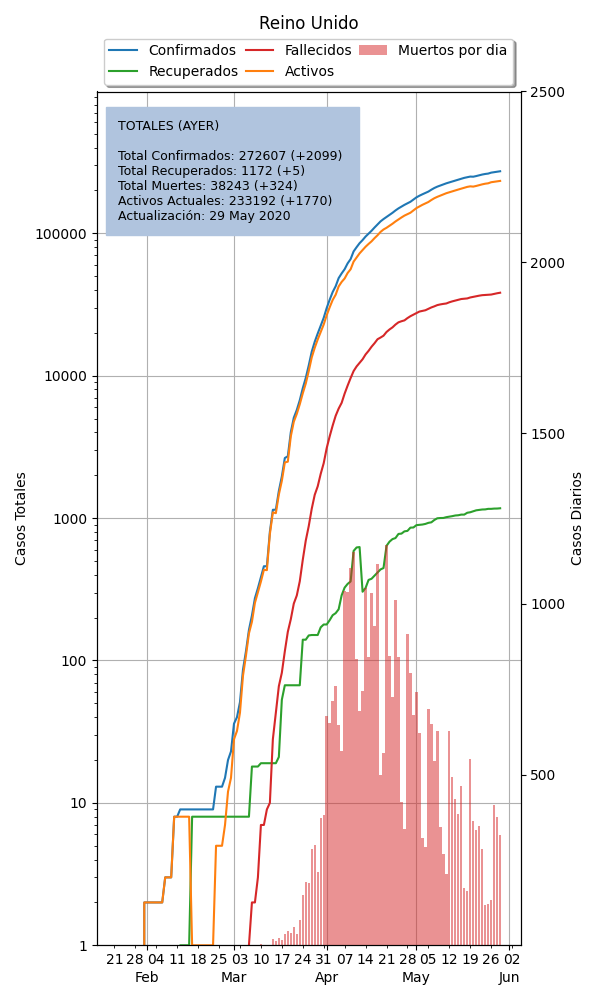 Reino Unido
Confirmados
Fallecidos
Muertos por dia
Recuperados
Activos
2500
TOTALES (AYER)
Total Confirmados: 272607 (+2099)
Total Recuperados: 1172 (+5)
Total Muertes: 38243 (+324)
Activos Actuales: 233192 (+1770)
Actualización: 29 May 2020
100000
2000
10000
1500
1000
Casos Totales
Casos Diarios
1000
100
500
10
1
21 28 04 11 18 25 03 10 17 24 31 07 14 21 28 05 12 19 26 02
Feb Mar Apr May Jun